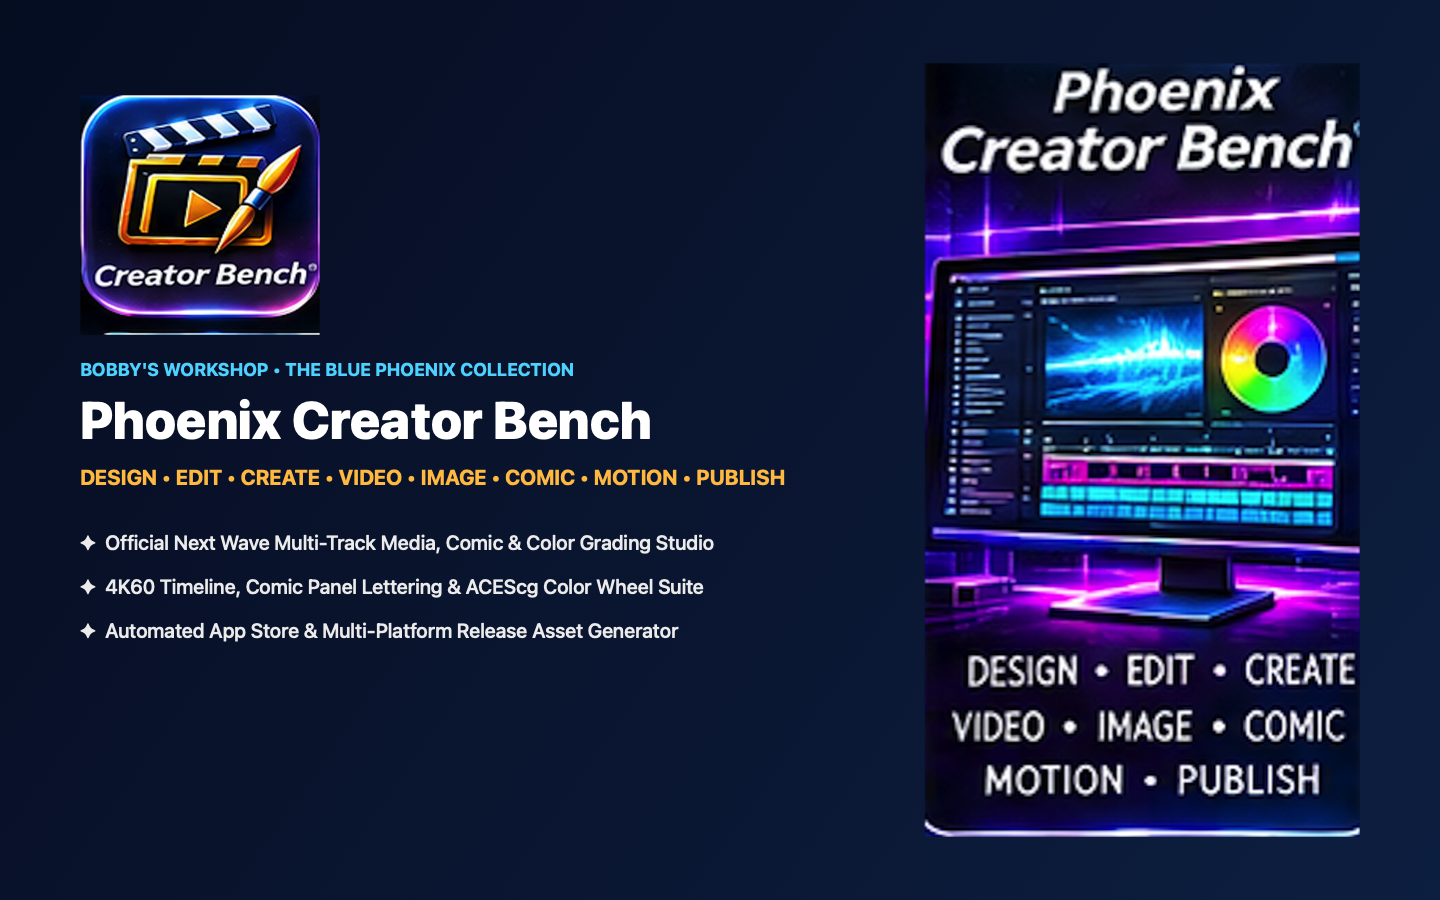 Creator Bench®
BOBBY'S WORKSHOP • THE BLUE PHOENIX COLLECTION
Phoenix Creator Bench
DESIGN • EDIT • CREATE • VIDEO • IMAGE • COMIC • MOTION • PUBLISH
✦ Official Next Wave Multi-Track Media, Comic & Color Grading Studio
✦ 4K60 Timeline, Comic Panel Lettering & ACEScg Color Wheel Suite
✦ Automated App Store & Multi-Platform Release Asset Generator
Phoenix
Creator Bench
DESIGN • EDIT • CREATE
VIDEO • IMAGE • COMIC
MOTION • PUBLISH